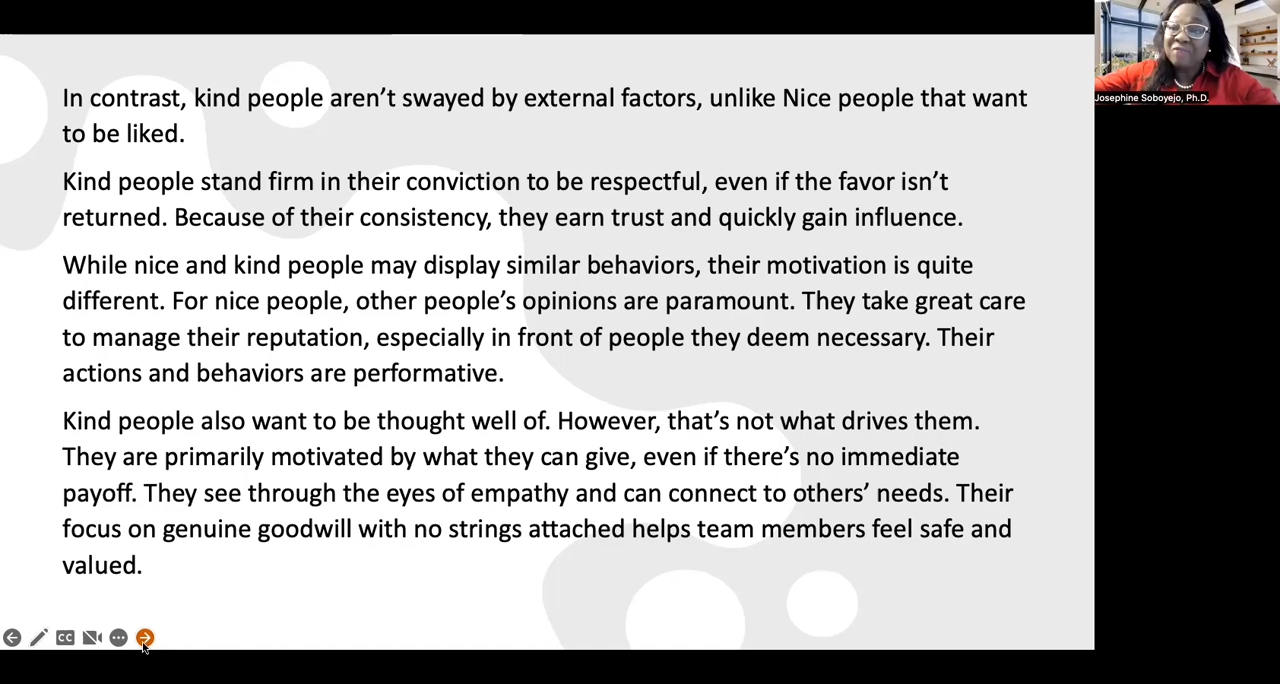 In contrast, kind people aren’t swayed by external factors, unlike Nice people that want
to be liked.
Kind people stand firm in their conviction to be respectful, even if the favor isn’t
returned. Because of their consistency, they earn trust and quickly gain influence.
While nice and kind people may display similar behaviors, their motivation is quite
different. For nice people, other people’s opinions are paramount. They take great care
to manage their reputation, especially in front of people they deem necessary. Their
actions and behaviors are performative.
Kind people also want to be thought well of. However, that’s not what drives them.
They are primarily motivated by what they can give, even if there’s no immediate
payoff. They see through the eyes of empathy and can connect to others’ needs. Their
focus on genuine goodwill with no strings attached helps team members feel safe and
valued.
Josephine Soboyejo, Ph.D.
CC